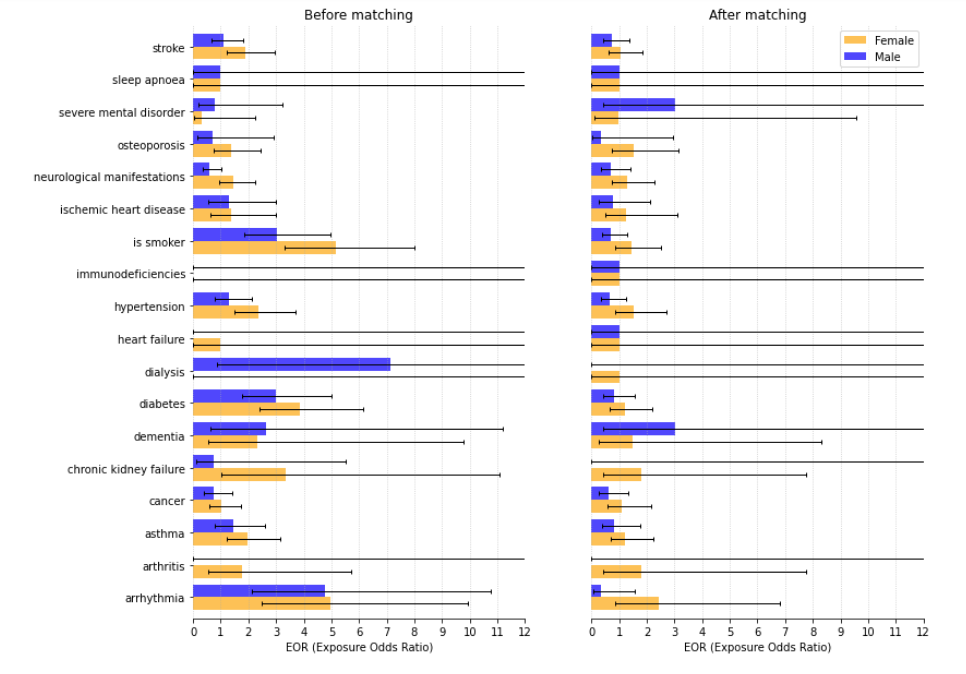 Before matching
After matching
Female
Male
stroke
sleep apnoea
severe mental disorder
osteoporosis
neurological manifestations
ischemic heart disease
is smoker
immunodeficiencies
hypertension
heart failure
dialysis
diabetes
dementia
chronic kidney failure
cancer
asthma
arthritis
arrhythmia
0 1 2 3 4 5 6 7 8 9 10 11 12
0 1 2 3 4 5 6 7 8 9 10 11 12
EOR (Exposure Odds Ratio)
EOR (Exposure Odds Ratio)